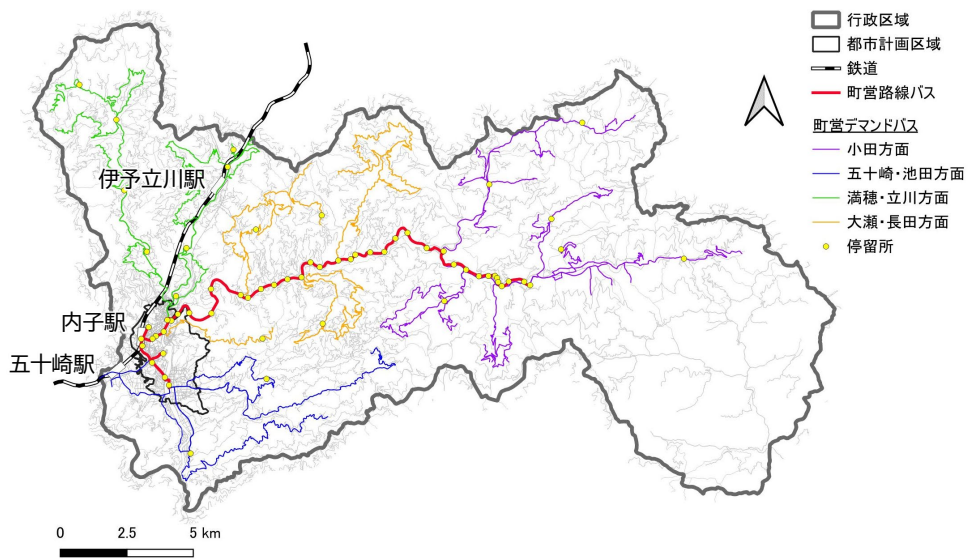 行政区域
都市計画区域
鉄道
町営路線バス
町営デマンドバス
小田方面
五十崎・池田方面
満穂・立川方面
大瀬・長田方面
停留所
伊予立川駅
内子駅
五十崎駅
0 2.5 5 km